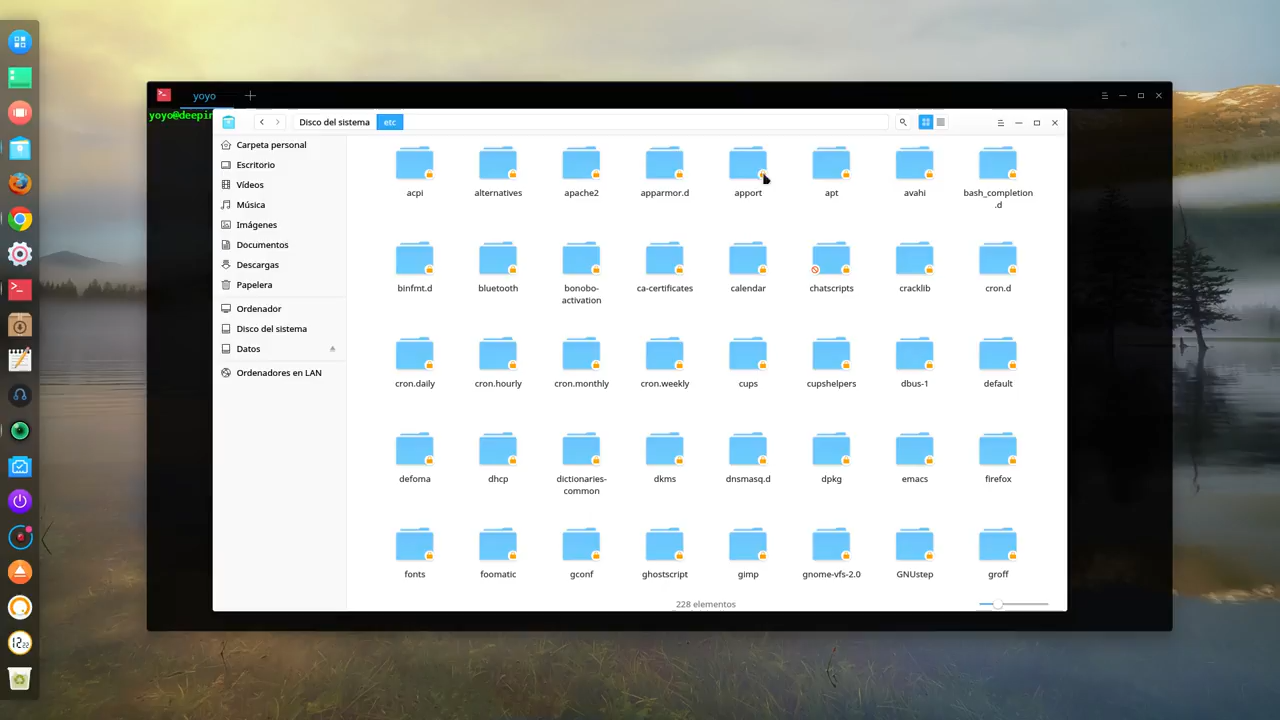 yoyo
yoyo@deepin
Disco del sistema
etc
Carpeta personal
Escritorio
Vídeos
Música
Imágenes
Documentos
Descargas
Papelera
Ordenador
Disco del sistema
Datos
Ordenadores en LAN
acpi
alternatives
apache2
apparmor.d
apport
apt
avahi
bash_completion
.d
binfmt.d
bluetooth
bonobo-
activation
ca-certificates
calendar
chatscripts
cracklib
cron.d
cron.daily
cron.hourly
cron.monthly
cron.weekly
cups
cupshelpers
dbus-1
default
defoma
dhcp
dictionaries-
common
dkms
dnsmasq.d
dpkg
emacs
firefox
fonts
foomatic
gconf
ghostscript
gimp
gnome-vfs-2.0
GNUstep
groff
228 elementos